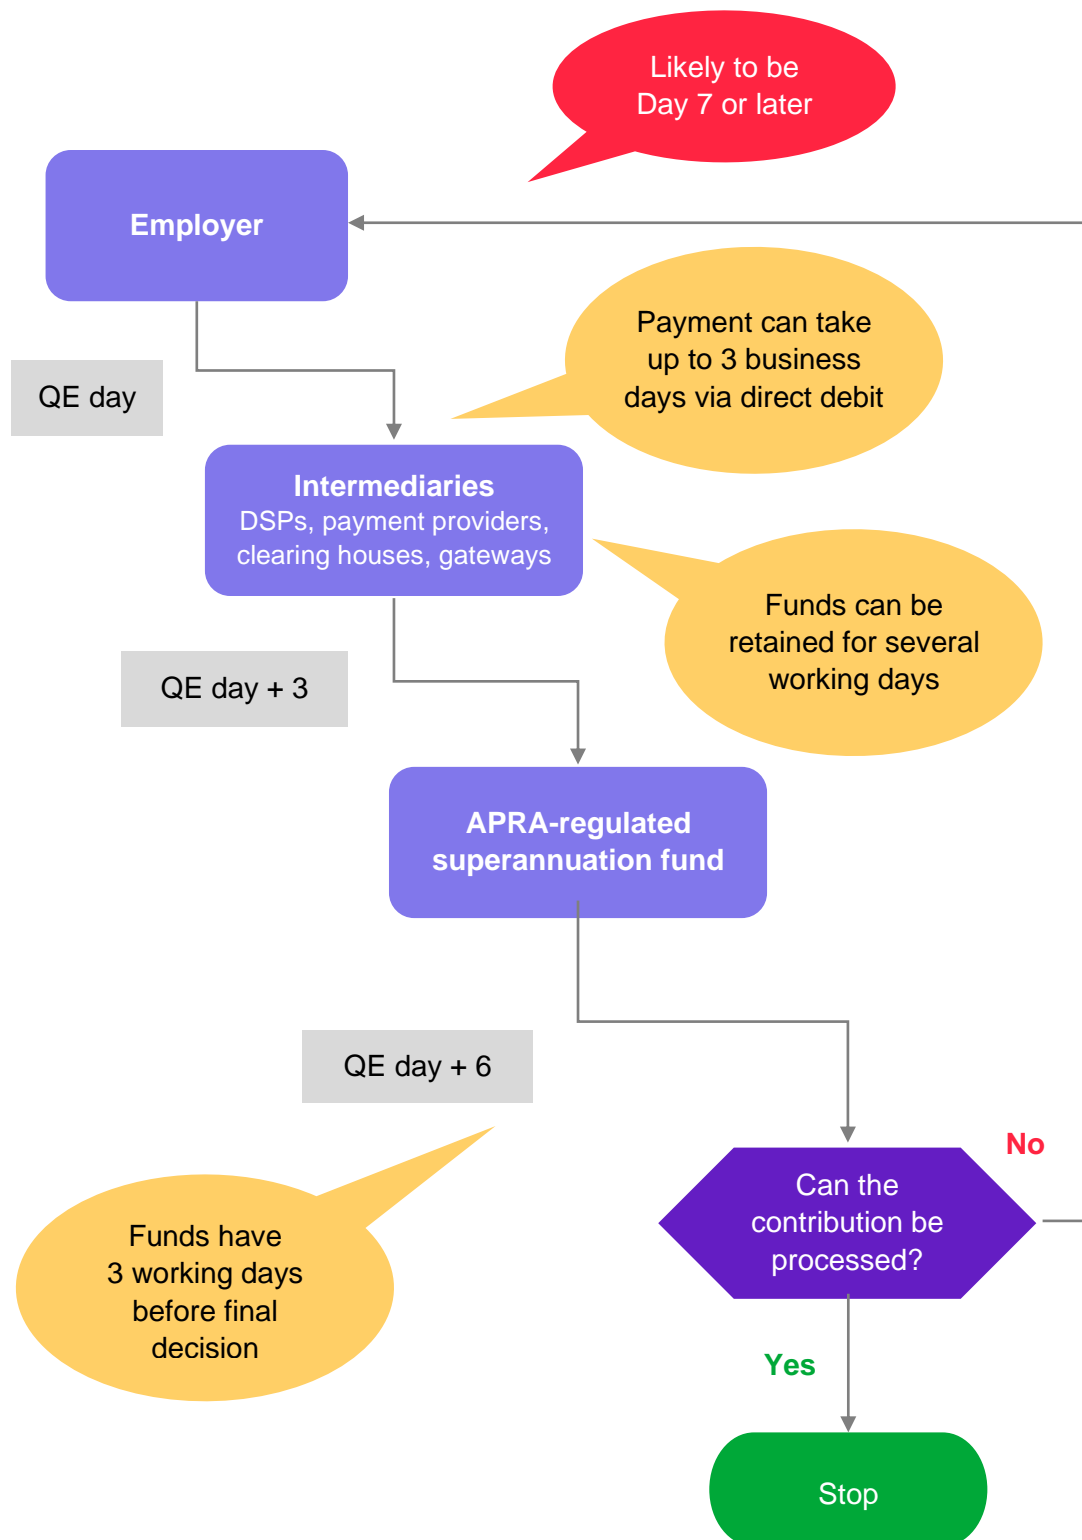 Likely to be
Day 7 or later
Employer
Payment can take
up to 3 business
days via direct debit
QE day
Intermediaries
DSPs, payment providers,
clearing houses, gateways
Funds can be
retained for several
working days
QE day + 3
APRA-regulated
superannuation fund
QE day + 6
No
Can the
contribution be
processed?
Funds have
3 working days
before final
decision
Yes
Stop